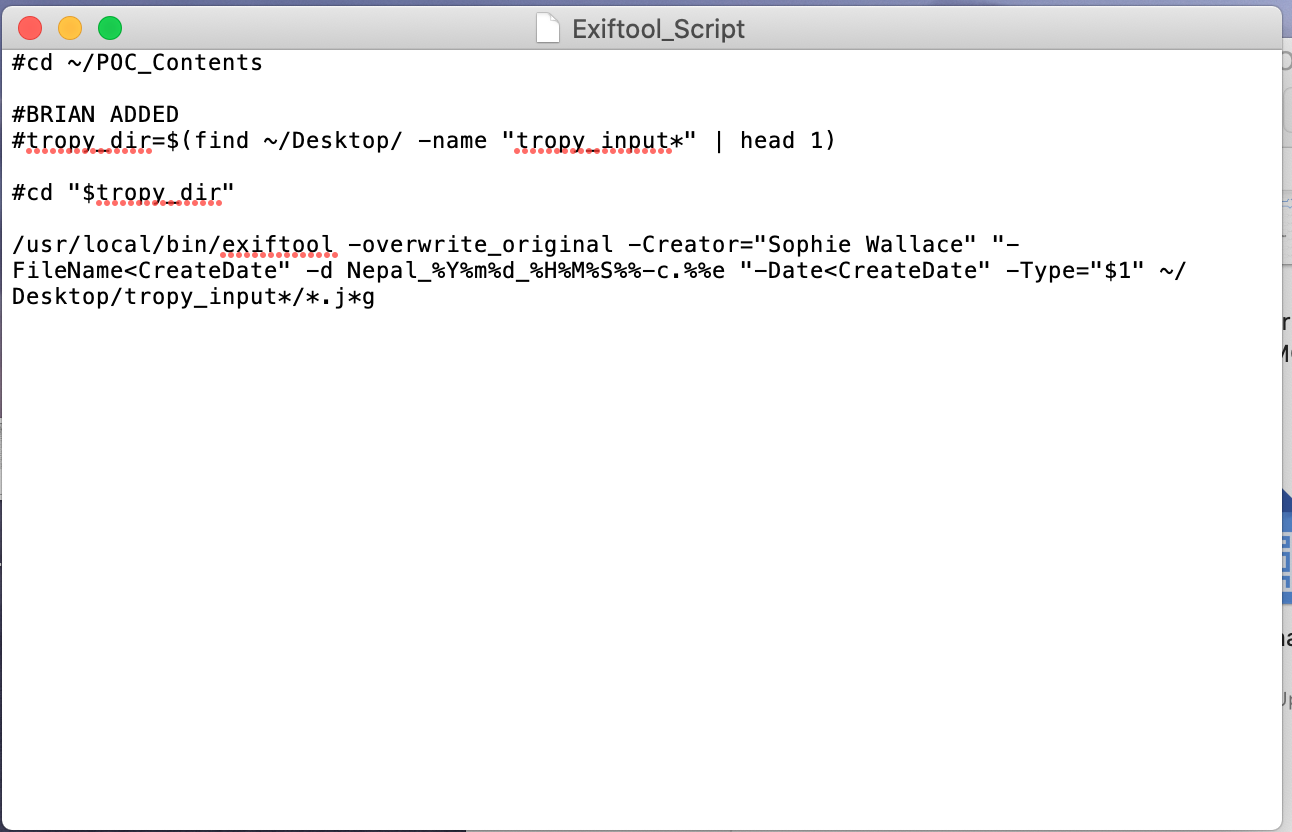 Exiftool_Script
#cd ~/POC_Contents
#BRIAN ADDED
#tropy_dir=$(find ~/Desktop/ -name "tropy_input*" | head 1)
#cd "$tropy_dir"
/usr/local/bin/exiftool -overwrite_original -Creator="Sophie Wallace" "-
FileName<CreateDate" -d Nepal_%Y%m%d_%H%M%S%%-c.%%e "-Date<CreateDate" -Type="$1" ~/
Desktop/tropy_input*/*.j*g